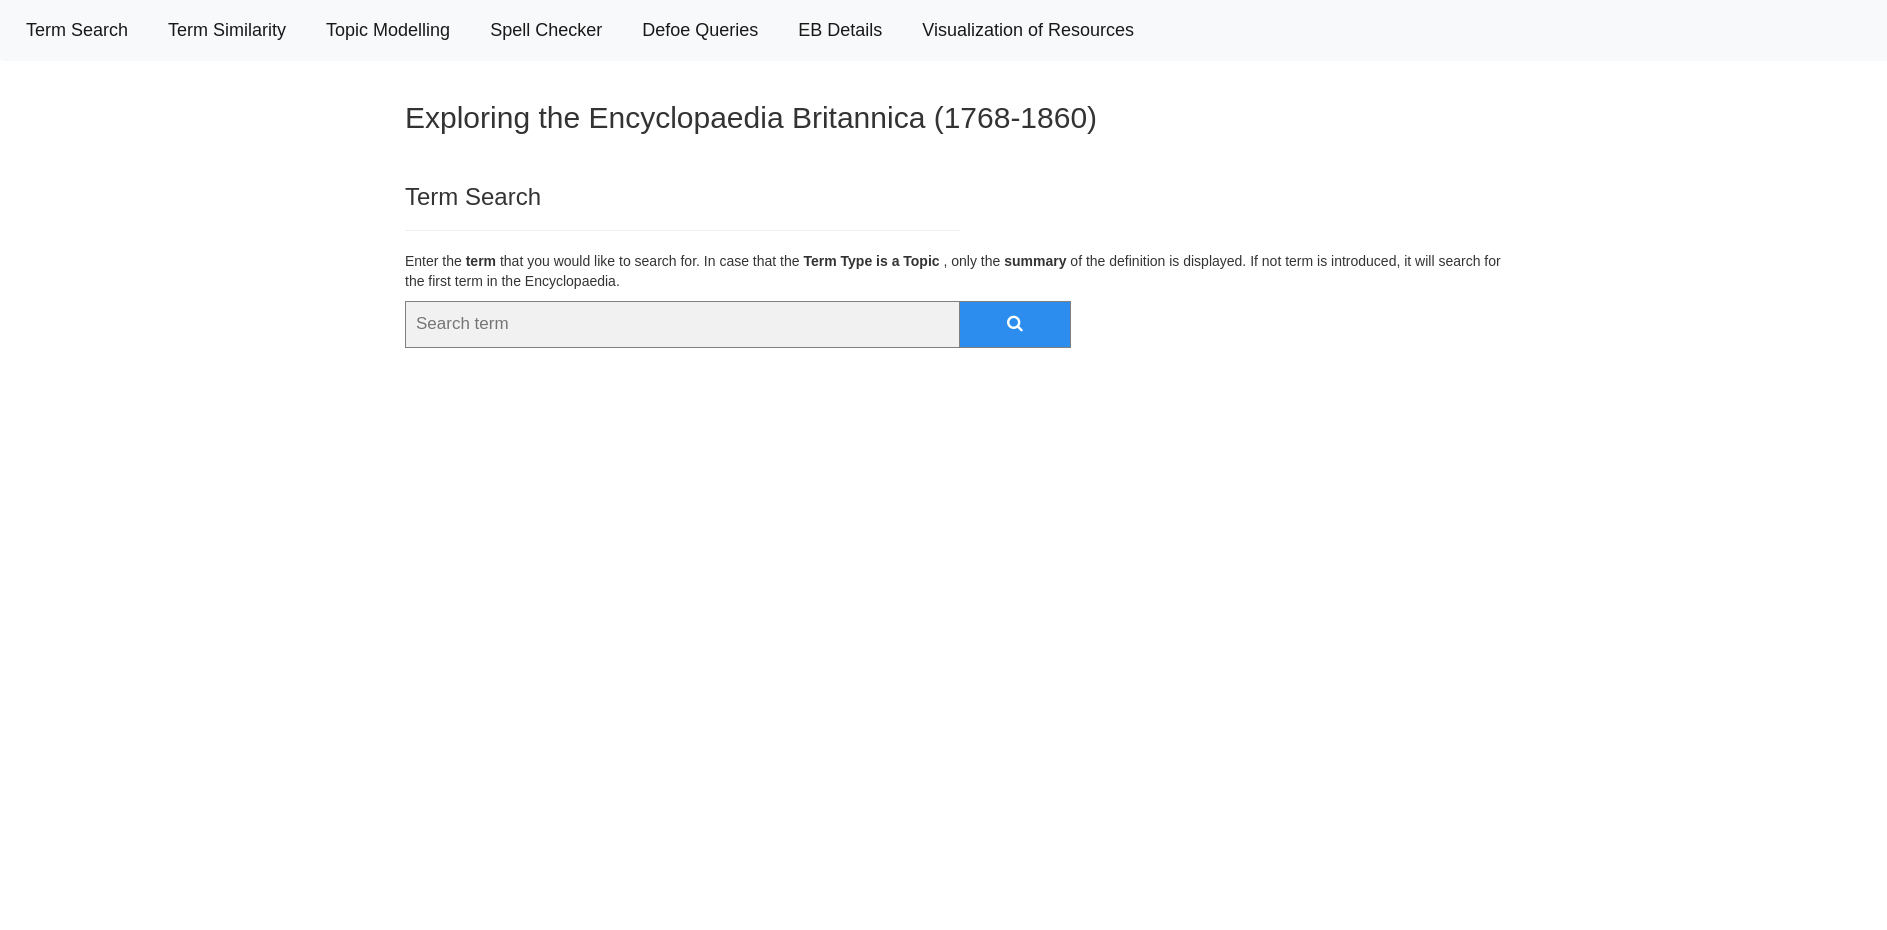 Term Search Term Similarity Topic Modelling Spell Checker Defoe Queries EB Details Visualization of Resources
Exploring the Encyclopaedia Britannica (1768-1860)
Term Search
Enter the term that you would like to search for. In case that the Term Type is a Topic , only the summary of the definition is displayed. If not term is introduced, it will search for
the first term in the Encyclopaedia.
Search term